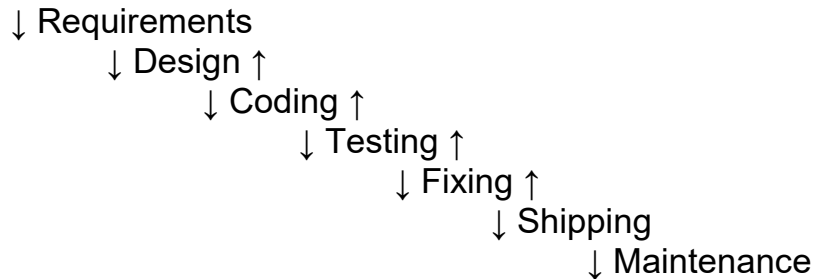 ↓ Requirements
↓ Design ↑
↓ Coding ↑
↓ Testing ↑
↓ Fixing ↑
↓ Shipping
↓ Maintenance